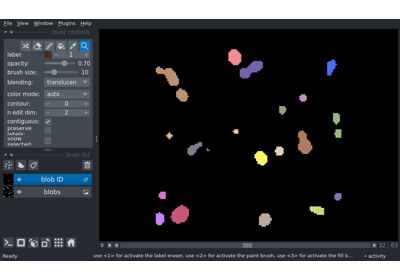 File View Window Plugins Help
layer controls
label: 1
opacity: 0.70
brush size: 10
blending: translucen
color mode: auto
contour: 0
n edit dim: 2
contiguous:
preserve labels:
show selected:
layer list
blob ID
blobs
0 32 63
Ready use <1> for activate the label eraser, use <2> for activate the paint brush, use <3> for activate the fill b... activity